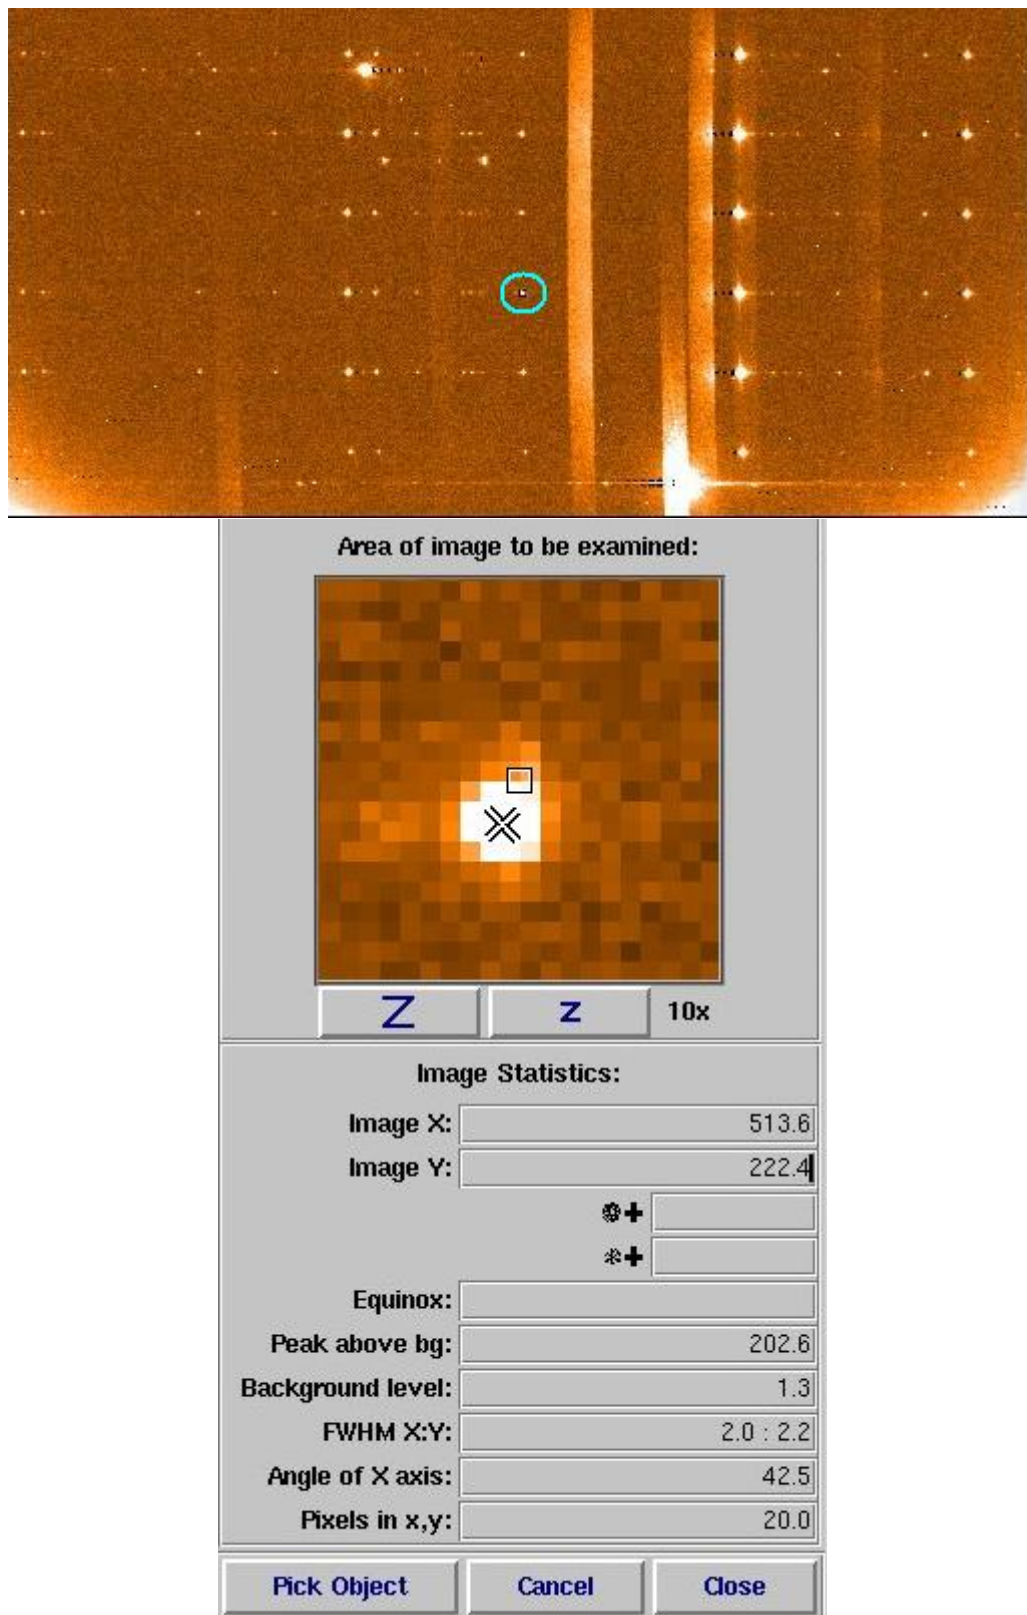 Area of image to be examined:
Z z 10x
Image Statistics:
Image X: 513.6
Image Y: 222.4
Equinox:
Peak above bg: 202.6
Background level: 1.3
FWHM X:Y: 2.0 : 2.2
Angle of X axis: 42.5
Pixels in x,y: 20.0
Pick Object Cancel Close